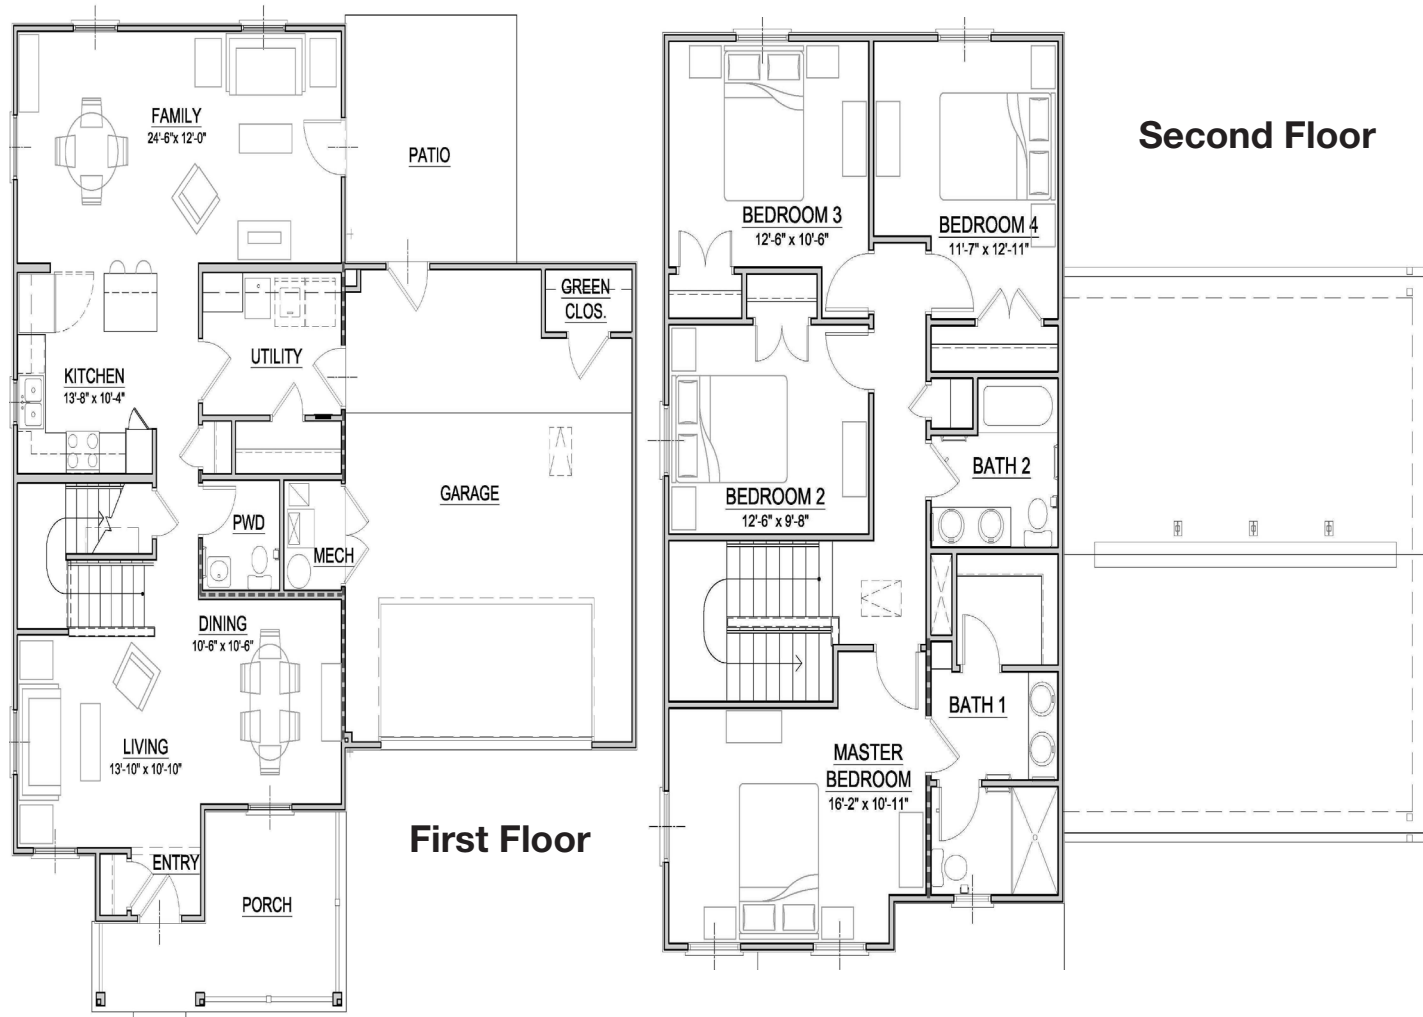 FAMILY
24'-6"x 12'-0"
PATIO
GREEN
CLOS.
UTILITY
KITCHEN
13'-8" x 10'-4"
GARAGE
PWD
MECH
DINING
10'-6" x 10'-6"
LIVING
13'-10" x 10'-10"
ENTRY
PORCH
First Floor
Second Floor
BEDROOM 3
12'-6" x 10'-6"
BEDROOM 4
11'-7" x 12'-11"
BEDROOM 2
12'-6" x 9'-8"
BATH 2
BATH 1
MASTER
BEDROOM
16'-2" x 10'-11"